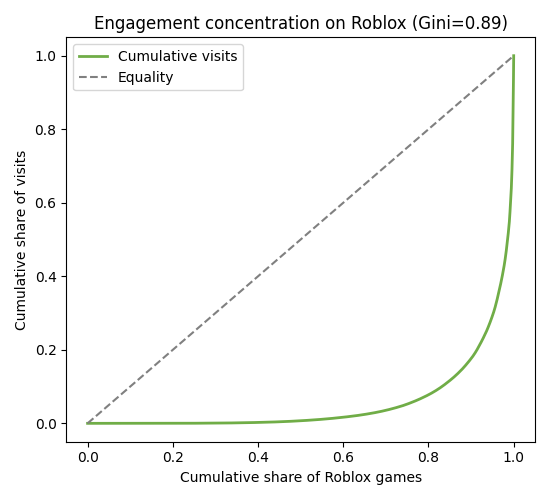 Engagement concentration on Roblox (Gini=0.89)
Cumulative visits
Equality
Cumulative share of visits
1.0
0.8
0.6
0.4
0.2
0.0
0.0 0.2 0.4 0.6 0.8 1.0
Cumulative share of Roblox games